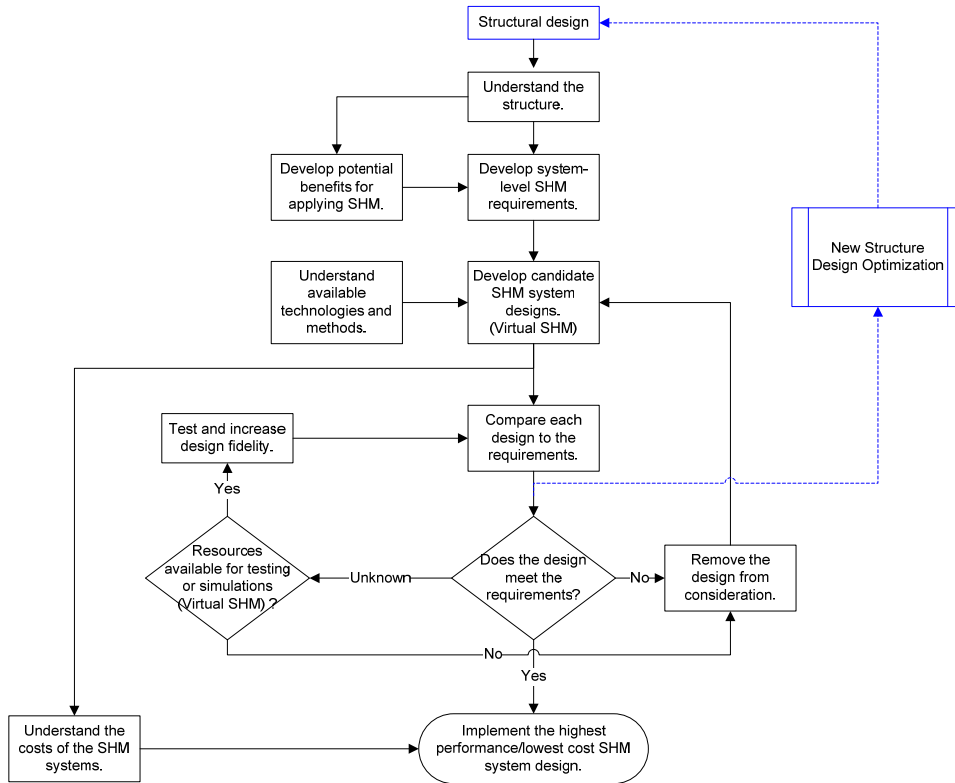 Structural design
Understand the
structure.
Develop potential
benefits for
applying SHM.
Develop system-
level SHM
requirements.
New Structure
Design Optimization
Understand
available
technologies and
methods.
Develop candidate
SHM system
designs.
(Virtual SHM)
Test and increase
design fidelity.
Compare each
design to the
requirements.
Yes
Resources
available for testing
or simulations
(Virtual SHM) ?
Unknown
Does the design
meet the
requirements?
No
Remove the
design from
consideration.
No
Yes
Understand the
costs of the SHM
systems.
Implement the highest
performance/lowest cost SHM
system design.